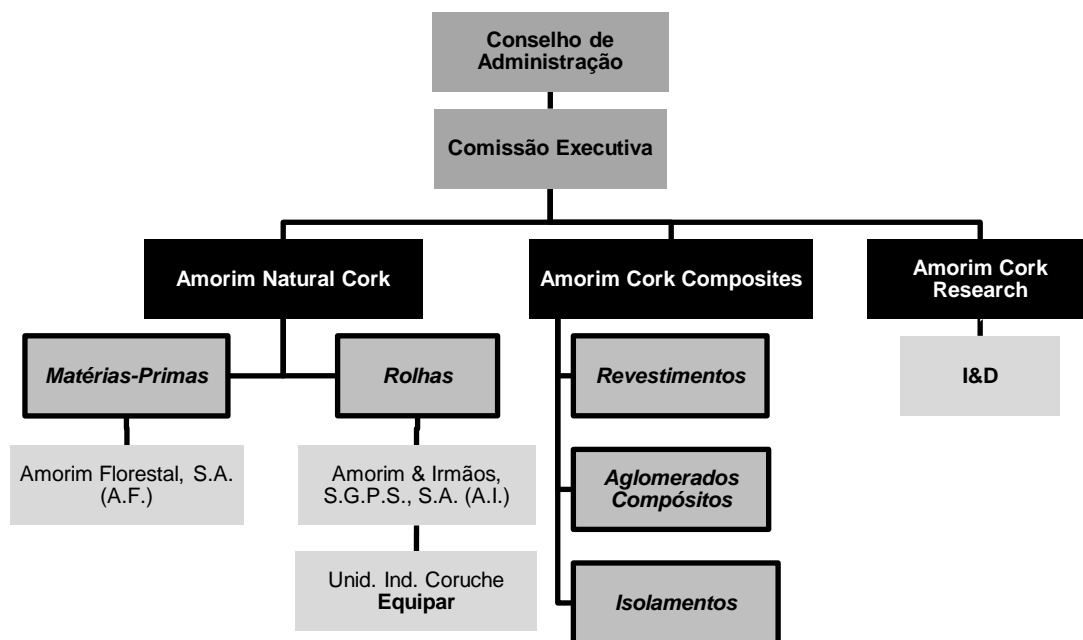 Conselho de
Administração
Comissão Executiva
Amorim Natural Cork
Amorim Cork Composites
Amorim Cork
Research
Matérias-Primas
Rolhas
Revestimentos
I&D
Amorim Florestal, S.A.
(A.F.)
Amorim & Irmãos,
S.G.P.S., S.A. (A.I.)
Aglomerados
Compósitos
Unid. Ind. Coruche
Equipar
Isolamentos